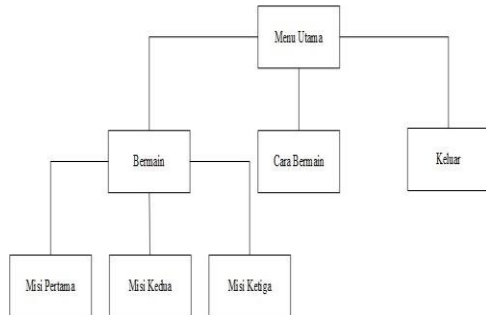 Menu Utama
Bermain
Cara Bermain
Keluar
Misi Pertama
Misi Kedua
Misi Ketiga